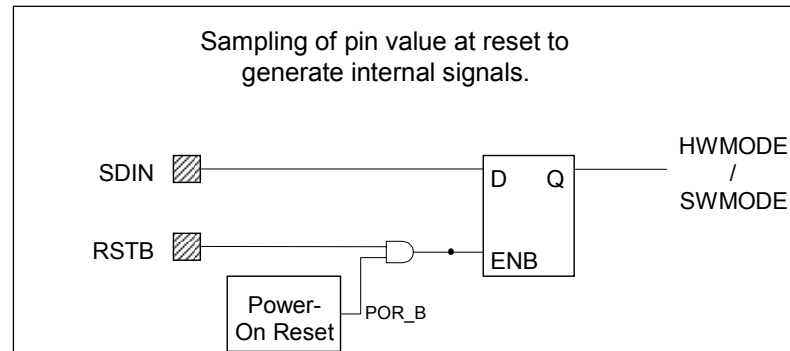 Sampling of pin value at reset to
generate internal signals.
SDIN
D Q
HWMODE
/
SWMODE
RSTB
ENB
Power-
On Reset
POR_B